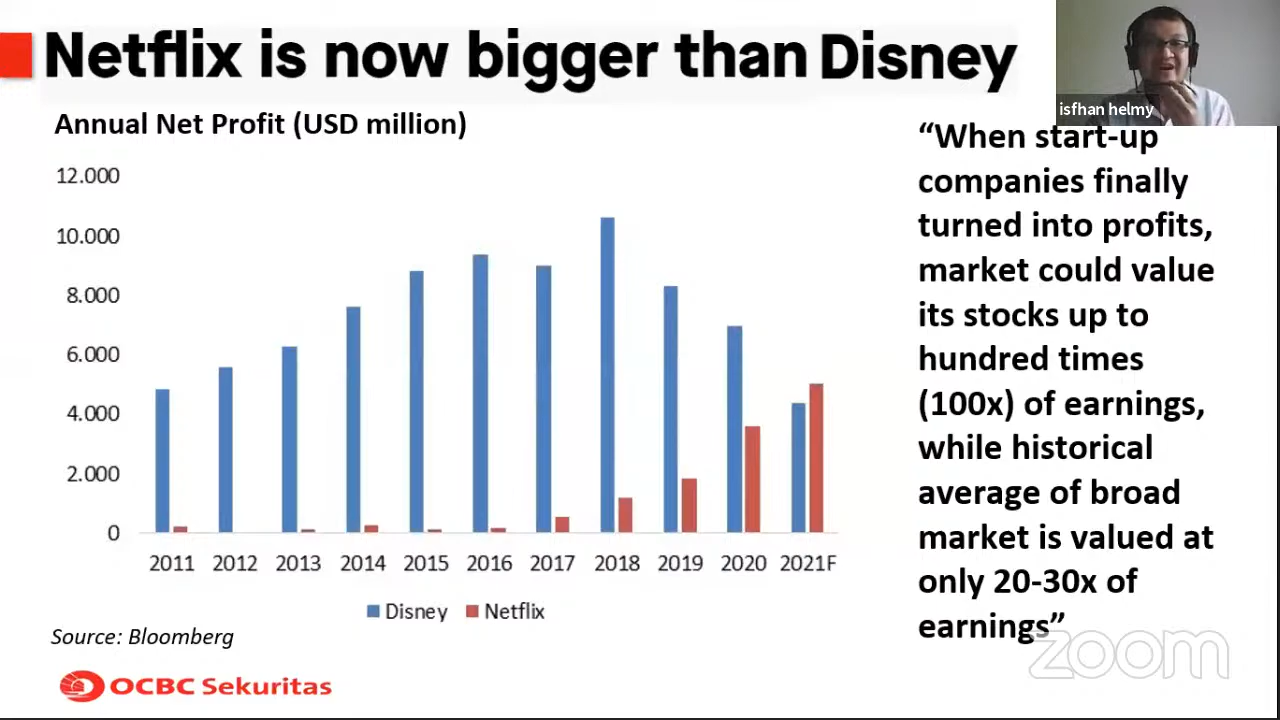 Netflix is now bigger than Disney
isfhan helmy
Annual Net Profit (USD million)
12.000
10.000
8.000
6.000
4.000
2.000
0
2011 2012 2013 2014 2015 2016 2017 2018 2019 2020 2021F
Disney Netflix
Source: Bloomberg
OCBC Sekuritas
“When start-up
companies finally
turned into profits,
market could value
its stocks up to
hundred times
(100x) of earnings,
while historical
average of broad
market is valued at
only 20-30x of
earnings”
zoom